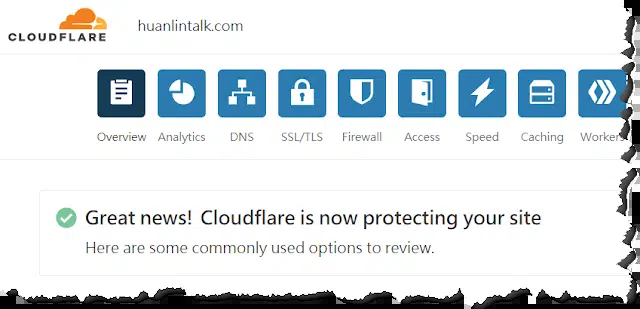 CLOUDFLARE
huanlintalk.com
Overview Analytics DNS SSL/TLS Firewall Access Speed Caching Workers
Great news! Cloudflare is now protecting your site
Here are some commonly used options to review.